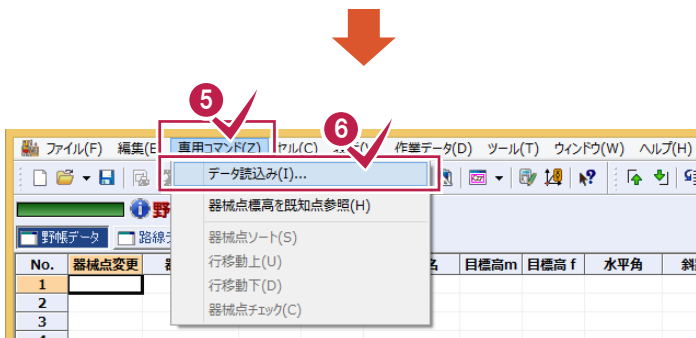 5
6
ファイル(F) 編集(E 専用コマンド(Z) セル(C) 作業データ(D) ツール(T) ウィンドウ(W) ヘルプ(H)
データ読込み(I)...
器械点標高を既知点参照(H)
野
野帳データ 路線
器械点ソート(S)
行移動上(U)
行移動下(D)
器械点チェック(C)
No. 器械点変更 名 目標高m 目標高f 水平角 斜
1
2
3